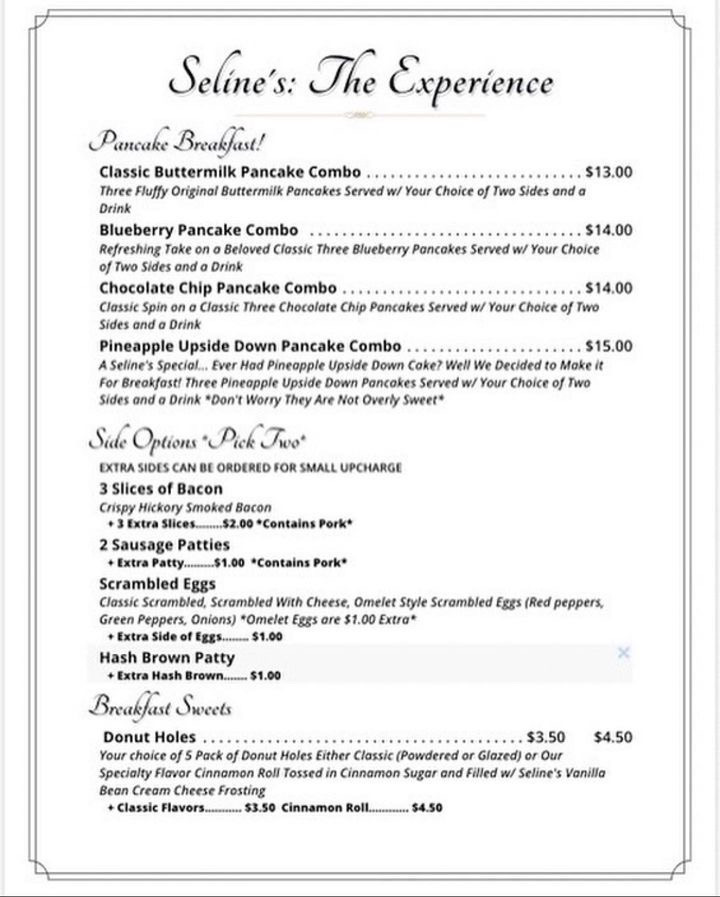 Seline's: The Experience
Pancake Breakfast!
Classic Buttermilk Pancake Combo . . . . . . . . . . . . . . . . . . . . . . . . . . $13.00
Three Fluffy Original Buttermilk Pancakes Served w/ Your Choice of Two Sides and a
Drink
Blueberry Pancake Combo . . . . . . . . . . . . . . . . . . . . . . . . . . . . . . . . . $14.00
Refreshing Take on a Beloved Classic Three Blueberry Pancakes Served w/ Your Choice
of Two Sides and a Drink
Chocolate Chip Pancake Combo . . . . . . . . . . . . . . . . . . . . . . . . . . . . . $14.00
Classic Spin on a Classic Three Chocolate Chip Pancakes Served w/ Your Choice of Two
Sides and a Drink
Pineapple Upside Down Pancake Combo . . . . . . . . . . . . . . . . . . . . . $15.00
A Seline's Special... Ever Had Pineapple Upside Down Cake? Well We Decided to Make it
For Breakfast! Three Pineapple Upside Down Pancakes Served w/ Your Choice of Two
Sides and a Drink *Don't Worry They Are Not Overly Sweet*
Side Options *Pick Two*
EXTRA SIDES CAN BE ORDERED FOR SMALL UPCHARGE
3 Slices of Bacon
Crispy Hickory Smoked Bacon
+ 3 Extra Slices........$2.00 *Contains Pork*
2 Sausage Patties
+ Extra Patty.........$1.00 *Contains Pork*
Scrambled Eggs
Classic Scrambled, Scrambled With Cheese, Omelet Style Scrambled Eggs (Red peppers,
Green Peppers, Onions) *Omelet Eggs are $1.00 Extra*
+ Extra Side of Eggs........ $1.00
Hash Brown Patty
+ Extra Hash Brown....... $1.00
Breakfast Sweets
Donut Holes . . . . . . . . . . . . . . . . . . . . . . . . . . . . . . . . . . . . . . . $3.50 $4.50
Your choice of 5 Pack of Donut Holes Either Classic (Powdered or Glazed) or Our
Specialty Flavor Cinnamon Roll Tossed in Cinnamon Sugar and Filled w/ Seline's Vanilla
Bean Cream Cheese Frosting
+ Classic Flavors........... $3.50 Cinnamon Roll............ $4.50